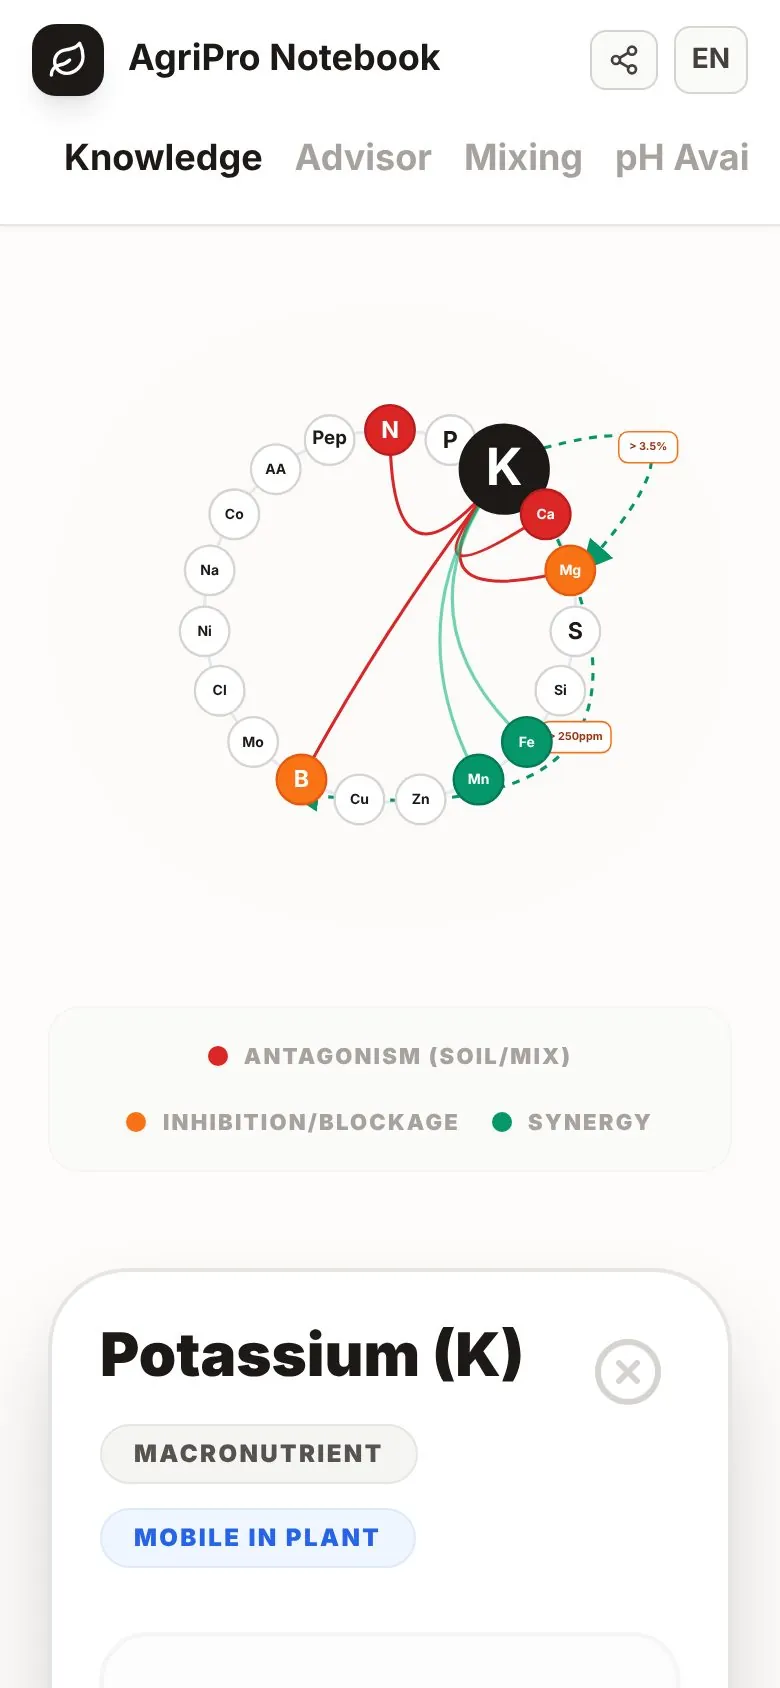 AgriPro Notebook
EN
Knowledge Advisor Mixing pH Avai
N
Pep
P
K
AA
> 3.5%
Co
Ca
Na
Mg
Ni
S
Cl
Si
Mo
Fe
> 250ppm
B
Mn
Cu
Zn
ANTAGONISM (SOIL/MIX)
INHIBITION/BLOCKAGE SYNERGY
Potassium (K)
MACRONUTRIENT
MOBILE IN PLANT